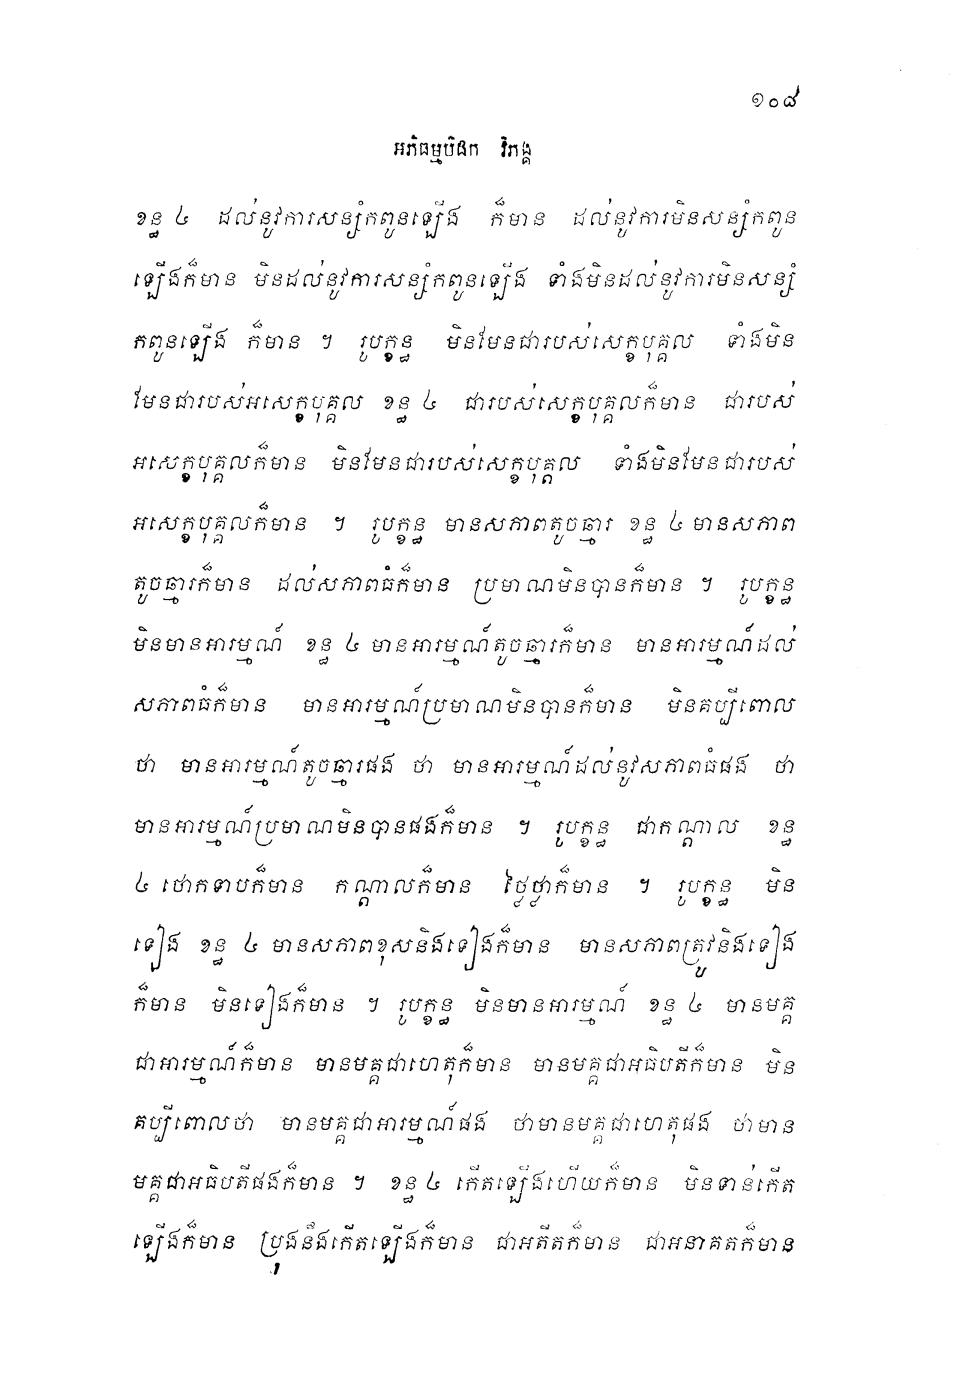 ១០៨
អភិធម្មបិដក វិភង្គ
ខន្ធ ៤ ដល់នូវការសន្សំកពូនឡើង ក៏មាន ដល់នូវការមិនសន្សំកពូន
ឡើងក៏មាន មិនដល់នូវការសន្សំកពូនឡើង ទាំងមិនដល់នូវការមិនសន្សំ
កពូនឡើង ក៏មាន ។ រូបក្ខន្ធ មិនមែនជារបស់សេក្ខបុគ្គល ទាំងមិន
មែនជារបស់អសេក្ខបុគ្គល ខន្ធ ៤ ជារបស់សេក្ខបុគ្គលក៏មាន ជារបស់
អសេក្ខបុគ្គលក៏មាន មិនមែនជារបស់សេក្ខបុគ្គល ទាំងមិនមែនជារបស់
អសេក្ខបុគ្គលក៏មាន ។ រូបក្ខន្ធ មានសភាពតូចឆ្មារ ខន្ធ ៤ មានសភាព
តូចឆ្មារក៏មាន ដល់សភាពធំក៏មាន ប្រមាណមិនបានក៏មាន ។ រូបក្ខន្ធ
មិនមានអារម្មណ៍ ខន្ធ ៤ មានអារម្មណ៍តូចឆ្មារក៏មាន មានអារម្មណ៍ដល់
សភាពធំក៏មាន មានអារម្មណ៍ប្រមាណមិនបានក៏មាន មិនគប្បីពោល
ថា មានអារម្មណ៍តូចឆ្មារផង ថា មានអារម្មណ៍ដល់នូវសភាពធំផង ថា
មានអារម្មណ៍ប្រមាណមិនបានផងក៏មាន ។ រូបក្ខន្ធ ជាកណ្តាល ខន្ធ
៤ ថោកទាបក៏មាន កណ្តាលក៏មាន ថ្លៃថ្លាក៏មាន ។ រូបក្ខន្ធ មិន
ទៀង ខន្ធ ៤ មានសភាពខុសនិងទៀងក៏មាន មានសភាពត្រូវនិងទៀង
ក៏មាន មិនទៀងក៏មាន ។ រូបក្ខន្ធ មិនមានអារម្មណ៍ ខន្ធ ៤ មានមគ្គ
ជាអារម្មណ៍ក៏មាន មានមគ្គជាហេតុក៏មាន មានមគ្គជាអធិបតីក៏មាន មិន
គប្បីពោលថា មានមគ្គជាអារម្មណ៍ផង ថាមានមគ្គជាហេតុផង ថាមាន
មគ្គជាអធិបតីផងក៏មាន ។ ខន្ធ ៤ កើតឡើងហើយក៏មាន មិនទាន់កើត
ឡើងក៏មាន ប្រុងនឹងកើតឡើងក៏មាន ជាអតីតក៏មាន ជាអនាគតក៏មាន